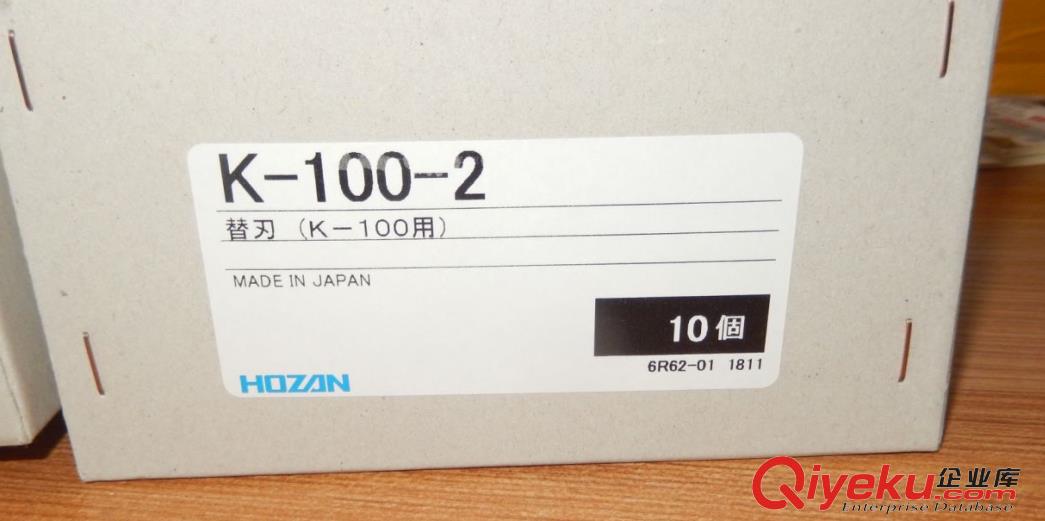 K-100-2
替刃（K－100用）
MADE IN JAPAN
10個
6R62-01 1811
HOZAN
Qiyeku企业库
.com
Enterprise Database